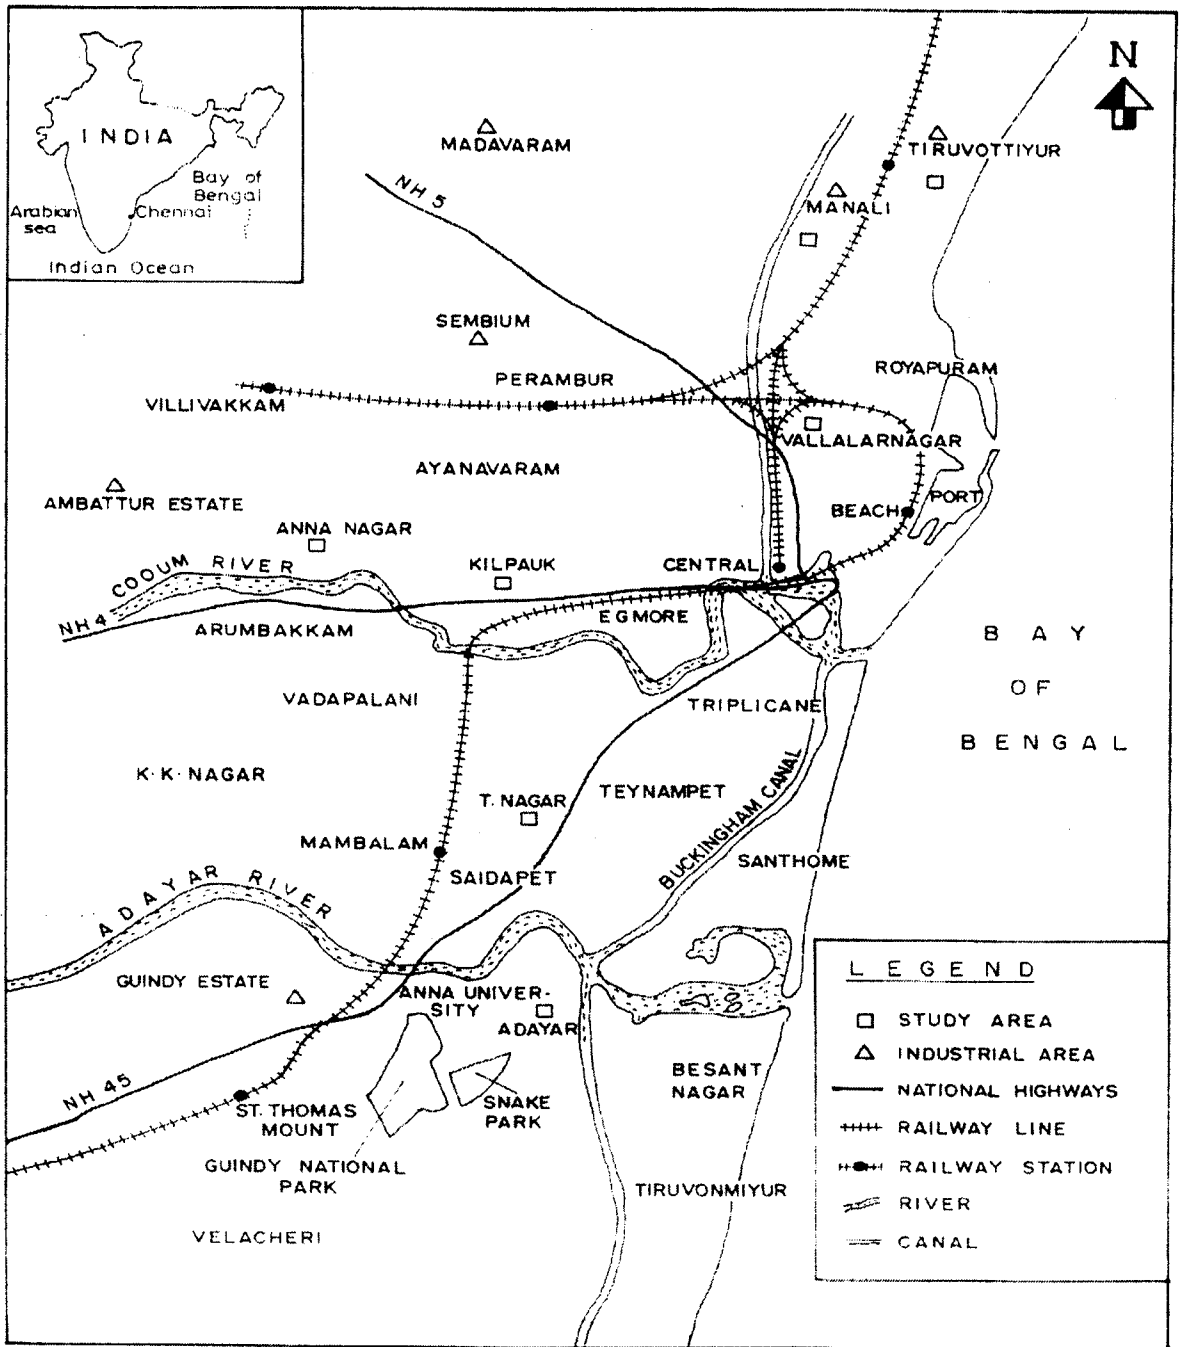 INDIA
Bay of
Bengal
Arabian
sea
Chennai
Indian Ocean
N
MADAVARAM
TIRUVOTTIYUR
NH 5
MANALI
SEMBIUM
ROYAPURAM
PERAMBUR
VILLIVAKKAM
VALLALARNAGAR
AYANAVARAM
AMBATTUR ESTATE
PORT
BEACH
ANNA NAGAR
COOUM RIVER
KILPAUK
CENTRAL
NH 4
ARUMBAKKAM
EGMORE
BAY
OF
BENGAL
VADAPALANI
TRIPLICANE
K·K·NAGAR
T. NAGAR
TEYNAMPET
BUCKINGHAM CANAL
MAMBALAM
SANTHOME
SAIDAPET
ADAYAR RIVER
GUINDY ESTATE
ANNA UNIVER-
SITY
ADAYAR
BESANT
NAGAR
NH 45
ST. THOMAS
MOUNT
SNAKE
PARK
GUINDY NATIONAL
PARK
TIRUVONMIYUR
VELACHERI
LEGEND
STUDY AREA
INDUSTRIAL AREA
NATIONAL HIGHWAYS
RAILWAY LINE
RAILWAY STATION
RIVER
CANAL